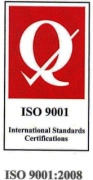 ISO 9001
International Standards
Certifications
ISO 9001:2008